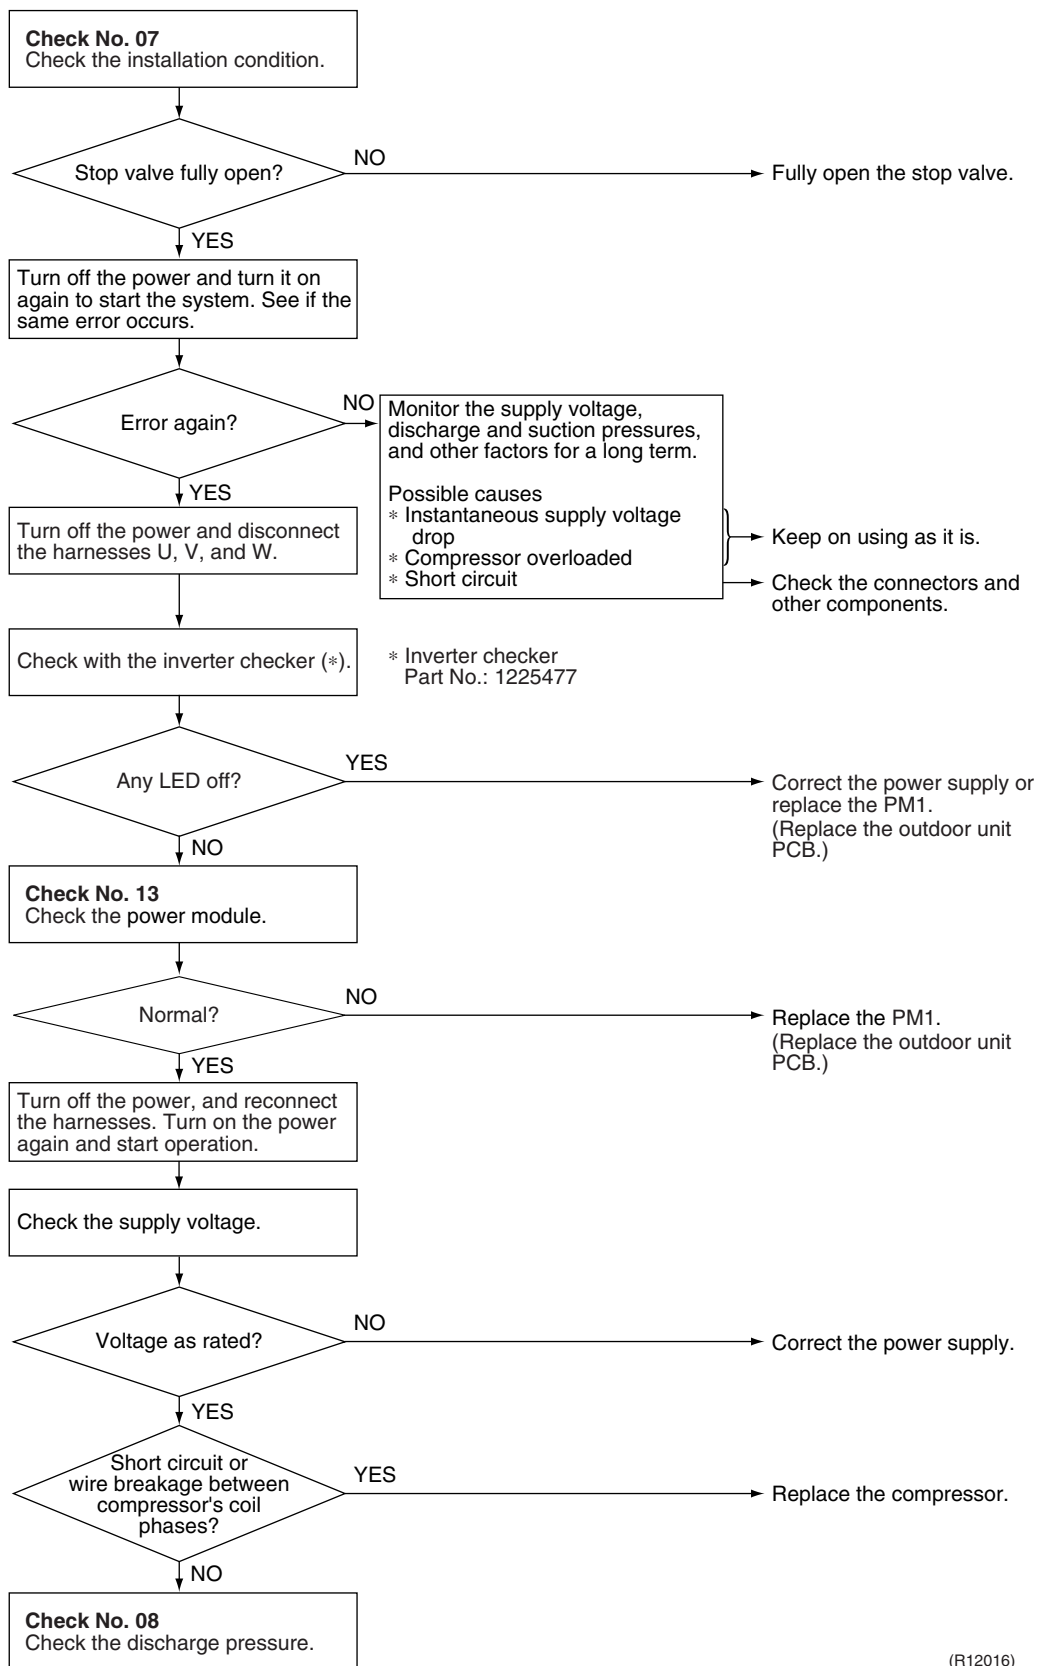 Check No. 07
Check the installation condition.
Stop valve fully open?
NO
Fully open the stop valve.
YES
Turn off the power and turn it on
again to start the system. See if the
same error occurs.
Error again?
NO
Monitor the supply voltage,
discharge and suction pressures,
and other factors for a long term.
Possible causes
* Instantaneous supply voltage
drop
* Compressor overloaded
* Short circuit
Keep on using as it is.
Check the connectors and
other components.
YES
Turn off the power and disconnect
the harnesses U, V, and W.
Check with the inverter checker (*).
* Inverter checker
Part No.: 1225477
Any LED off?
YES
Correct the power supply or
replace the PM1.
(Replace the outdoor unit
PCB.)
NO
Check No. 13
Check the power module.
Normal?
NO
Replace the PM1.
(Replace the outdoor unit
PCB.)
YES
Turn off the power, and reconnect
the harnesses. Turn on the power
again and start operation.
Check the supply voltage.
Voltage as rated?
NO
Correct the power supply.
YES
Short circuit or
wire breakage between
compressor's coil
phases?
YES
Replace the compressor.
NO
Check No. 08
Check the discharge pressure.
(R12016)